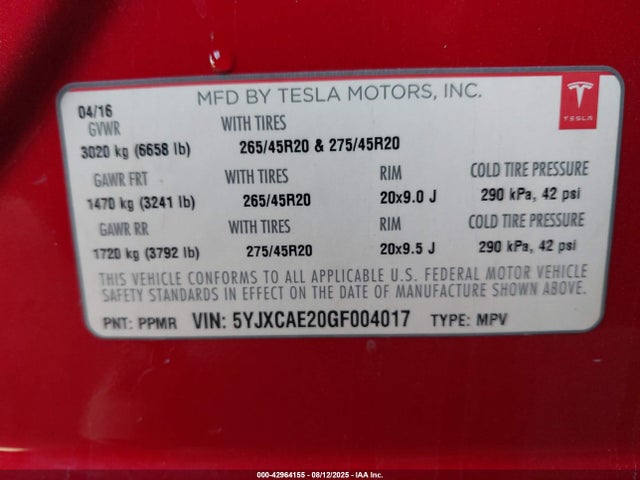 MFD BY TESLA MOTORS, INC.
TESLA
04/16
GVWR WITH TIRES
3020 kg (6658 lb) 265/45R20 & 275/45R20
GAWR FRT WITH TIRES RIM COLD TIRE PRESSURE
1470 kg (3241 lb) 265/45R20 20x9.0 J 290 kPa, 42 psi
GAWR RR WITH TIRES RIM COLD TIRE PRESSURE
1720 kg (3792 lb) 275/45R20 20x9.5 J 290 kPa, 42 psi
THIS VEHICLE CONFORMS TO ALL APPLICABLE U.S. FEDERAL MOTOR VEHICLE
SAFETY STANDARDS IN EFFECT ON THE DATE OF MANUFACTURE SHOWN ABOVE.
PNT: PPMR VIN: 5YJXCAE20GF004017 TYPE: MPV
000-42964155 - 08/12/2025 - IAA Inc.